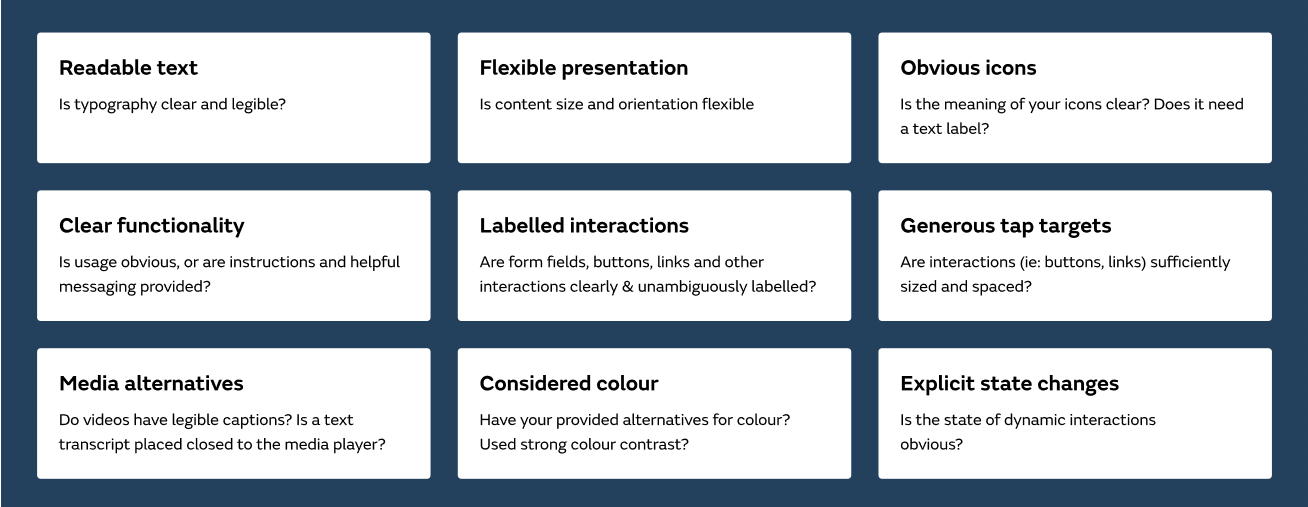 Readable text
Is typography clear and legible?
Flexible presentation
Is content size and orientation flexible
Obvious icons
Is the meaning of your icons clear? Does it need
a text label?
Clear functionality
Is usage obvious, or are instructions and helpful
messaging provided?
Labelled interactions
Are form fields, buttons, links and other
interactions clearly & unambiguously labelled?
Generous tap targets
Are interactions (ie: buttons, links) sufficiently
sized and spaced?
Media alternatives
Do videos have legible captions? Is a text
transcript placed closed to the media player?
Considered colour
Have your provided alternatives for colour?
Used strong colour contrast?
Explicit state changes
Is the state of dynamic interactions
obvious?